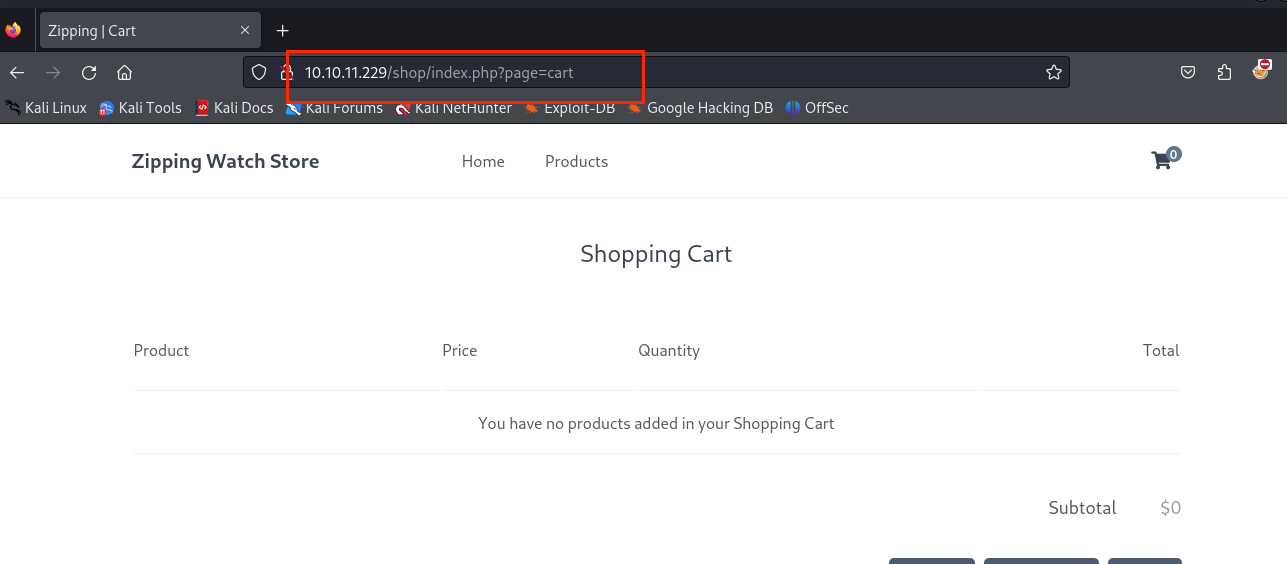 Zipping | Cart
10.10.11.229/shop/index.php?page=cart
Kali Linux Kali Tools Kali Docs Kali Forums Kali NetHunter Exploit-DB Google Hacking DB OffSec
Zipping Watch Store Home Products 0
Shopping Cart
Product Price Quantity Total
You have no products added in your Shopping Cart
Subtotal $0